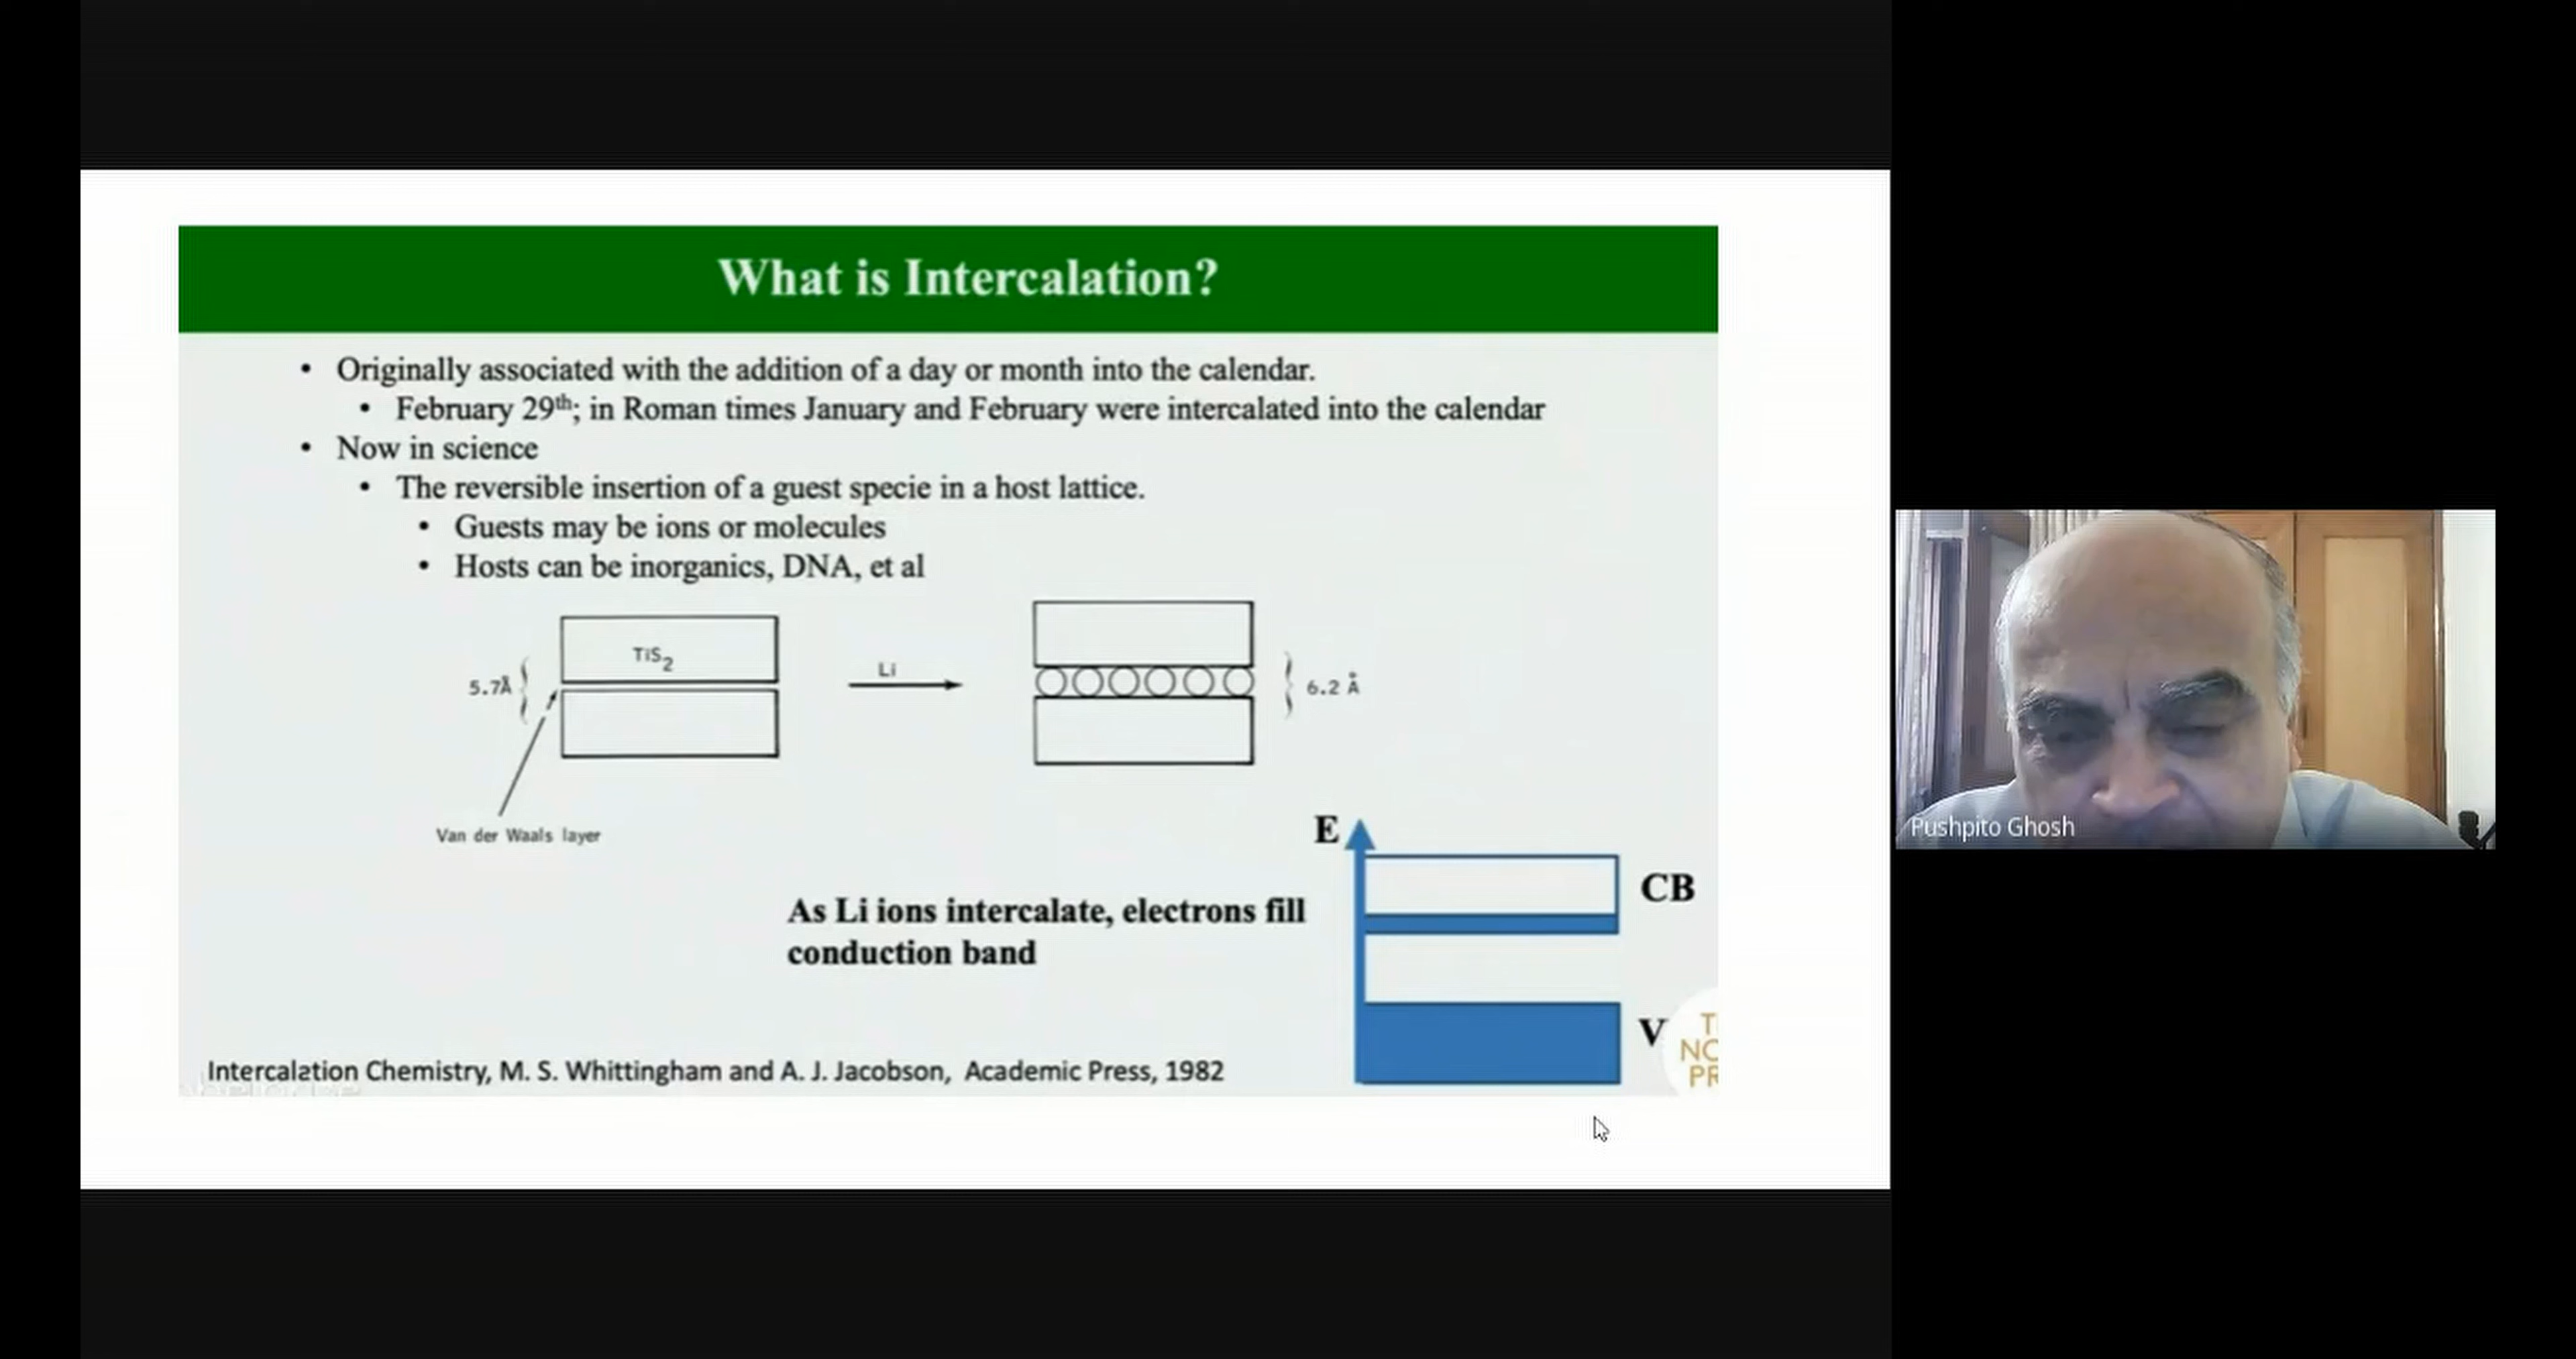 What is Intercalation?
• Originally associated with the addition of a day or month into the calendar.
• February 29th; in Roman times January and February were intercalated into the calendar
• Now in science
• The reversible insertion of a guest specie in a host lattice.
• Guests may be ions or molecules
• Hosts can be inorganics, DNA, et al
TiS2
5.7Å
Li
6.2 Å
Van der Waals layer
E
CB
As Li ions intercalate, electrons fill
conduction band
V
Intercalation Chemistry, M. S. Whittingham and A. J. Jacobson, Academic Press, 1982
Pushpito Ghosh